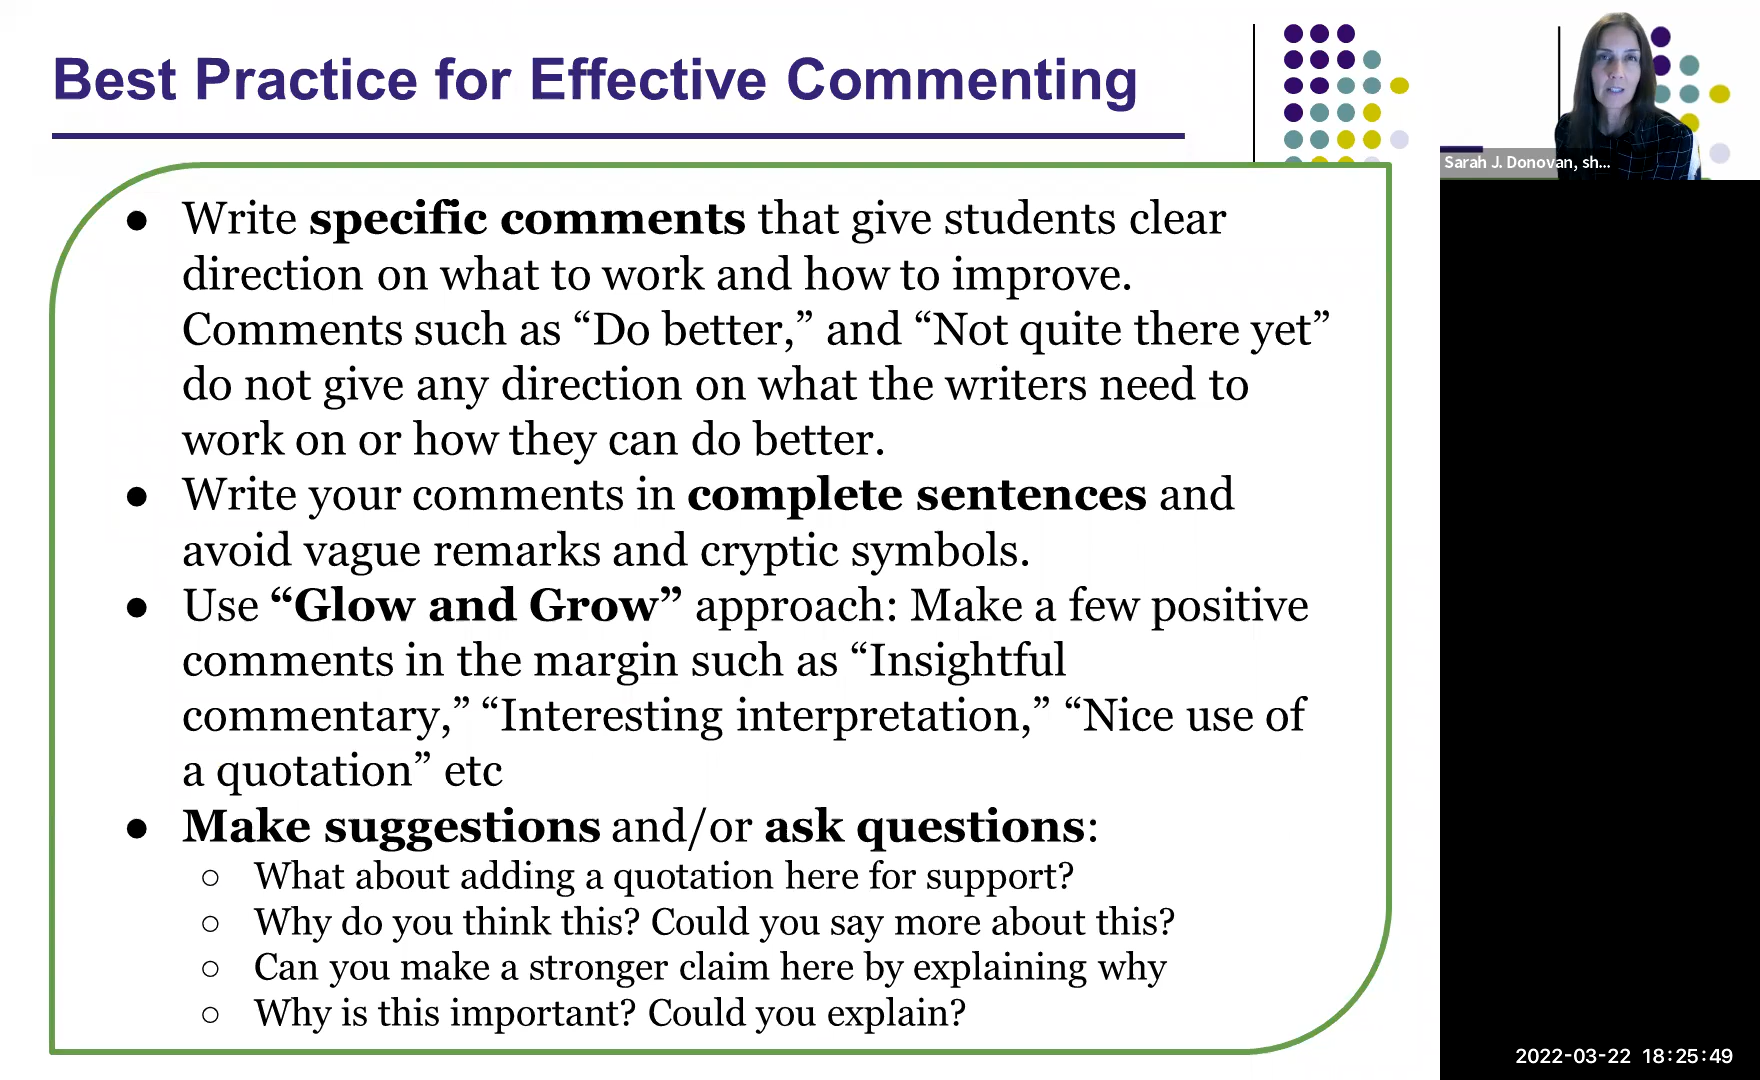 Best Practice for Effective Commenting
Sarah J. Donovan, sh...
● Write specific comments that give students clear
direction on what to work and how to improve.
Comments such as “Do better,” and “Not quite there yet”
do not give any direction on what the writers need to
work on or how they can do better.
● Write your comments in complete sentences and
avoid vague remarks and cryptic symbols.
● Use “Glow and Grow” approach: Make a few positive
comments in the margin such as “Insightful
commentary,” “Interesting interpretation,” “Nice use of
a quotation” etc
● Make suggestions and/or ask questions:
○ What about adding a quotation here for support?
○ Why do you think this? Could you say more about this?
○ Can you make a stronger claim here by explaining why
○ Why is this important? Could you explain?
2022-03-22 18:25:49